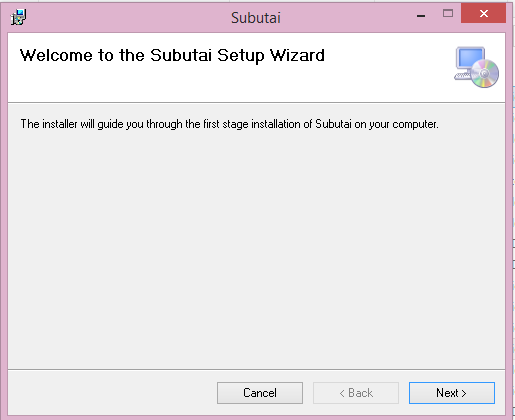 Subutai
Welcome to the Subutai Setup Wizard
The installer will guide you through the first stage installation of Subutai on your computer.
Cancel
< Back
Next >